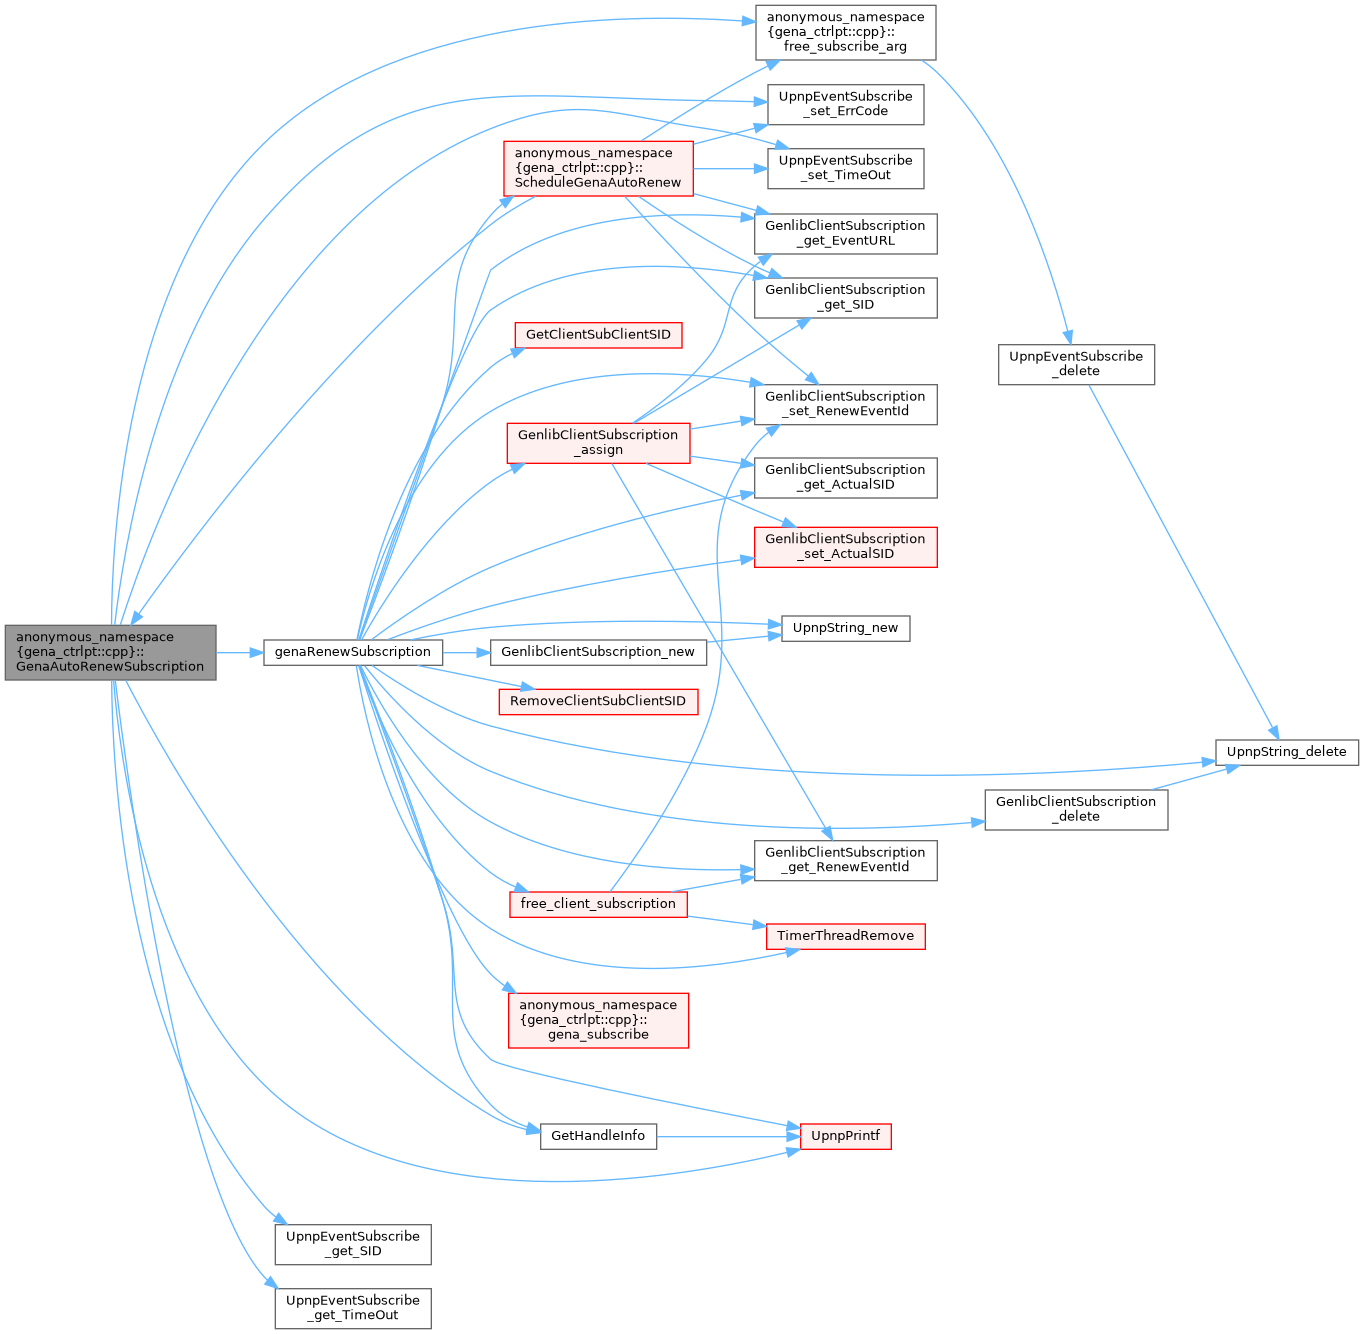 anonymous_namespace
{gena_ctrlpt::cpp}::
free_subscribe_arg
UpnpEventSubscribe
_set_ErrCode
anonymous_namespace
{gena_ctrlpt::cpp}::
ScheduleGenaAutoRenew
UpnpEventSubscribe
_set_TimeOut
GenlibClientSubscription
_get_EventURL
GenlibClientSubscription
_get_SID
GetClientSubClientSID
UpnpEventSubscribe
_delete
GenlibClientSubscription
_set_RenewEventId
GenlibClientSubscription
_assign
GenlibClientSubscription
_get_ActualSID
GenlibClientSubscription
_set_ActualSID
UpnpString_new
anonymous_namespace
{gena_ctrlpt::cpp}::
GenaAutoRenewSubscription
genaRenewSubscription
GenlibClientSubscription_new
RemoveClientSubClientSID
UpnpString_delete
GenlibClientSubscription
_delete
GenlibClientSubscription
_get_RenewEventId
free_client_subscription
TimerThreadRemove
anonymous_namespace
{gena_ctrlpt::cpp}::
gena_subscribe
GetHandleInfo
UpnpPrintf
UpnpEventSubscribe
_get_SID
UpnpEventSubscribe
_get_TimeOut